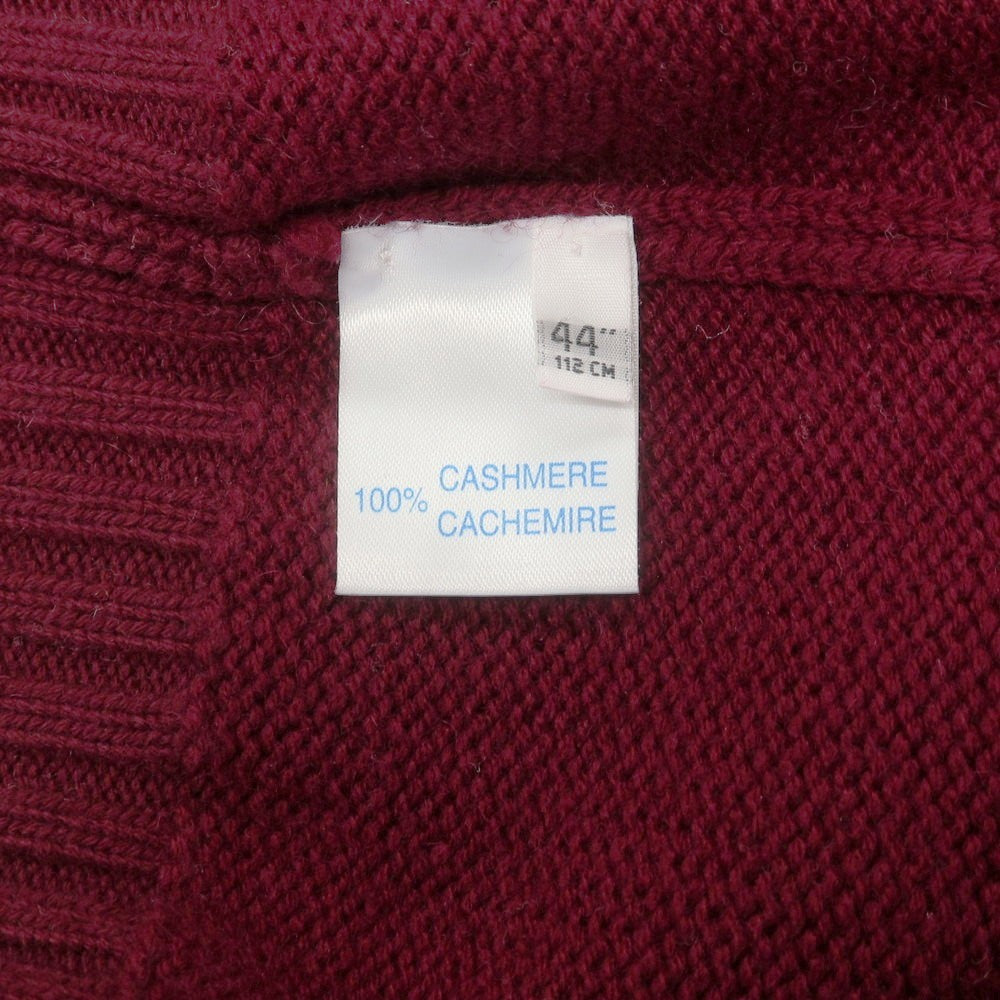 44"
112 CM
CASHMERE
100%
CACHEMIRE